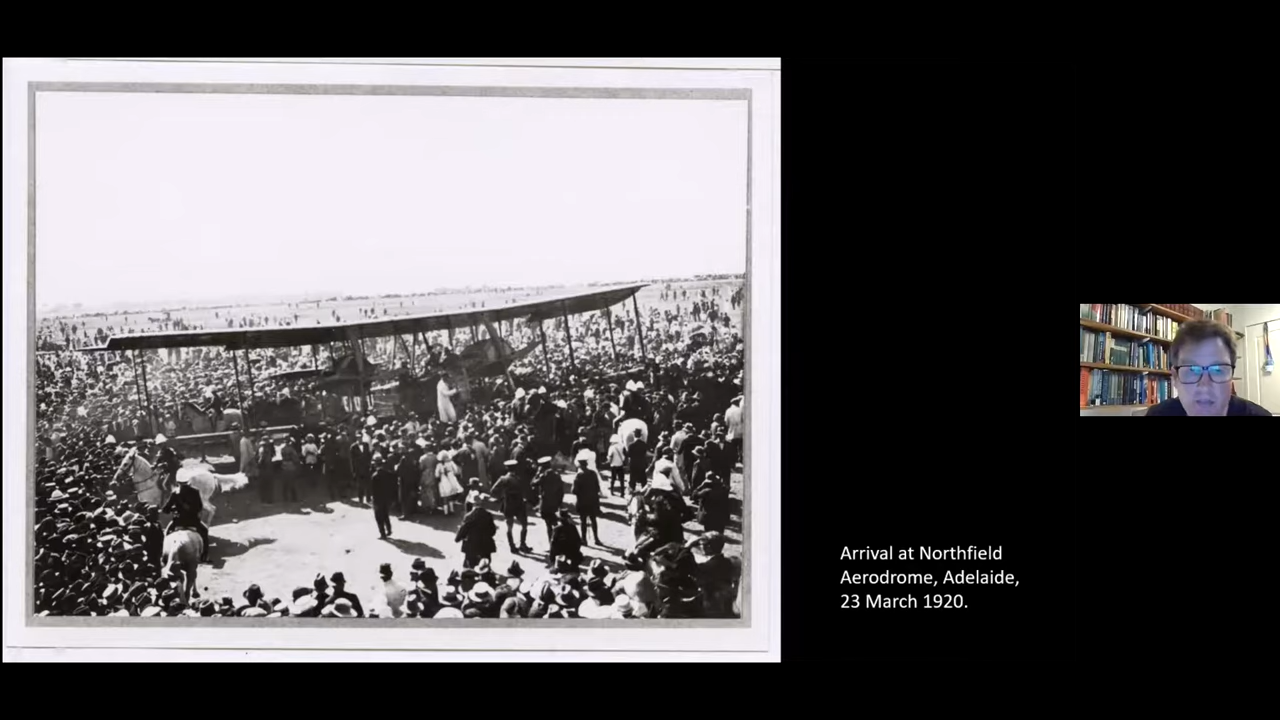 Arrival at Northfield
Aerodrome, Adelaide,
23 March 1920.